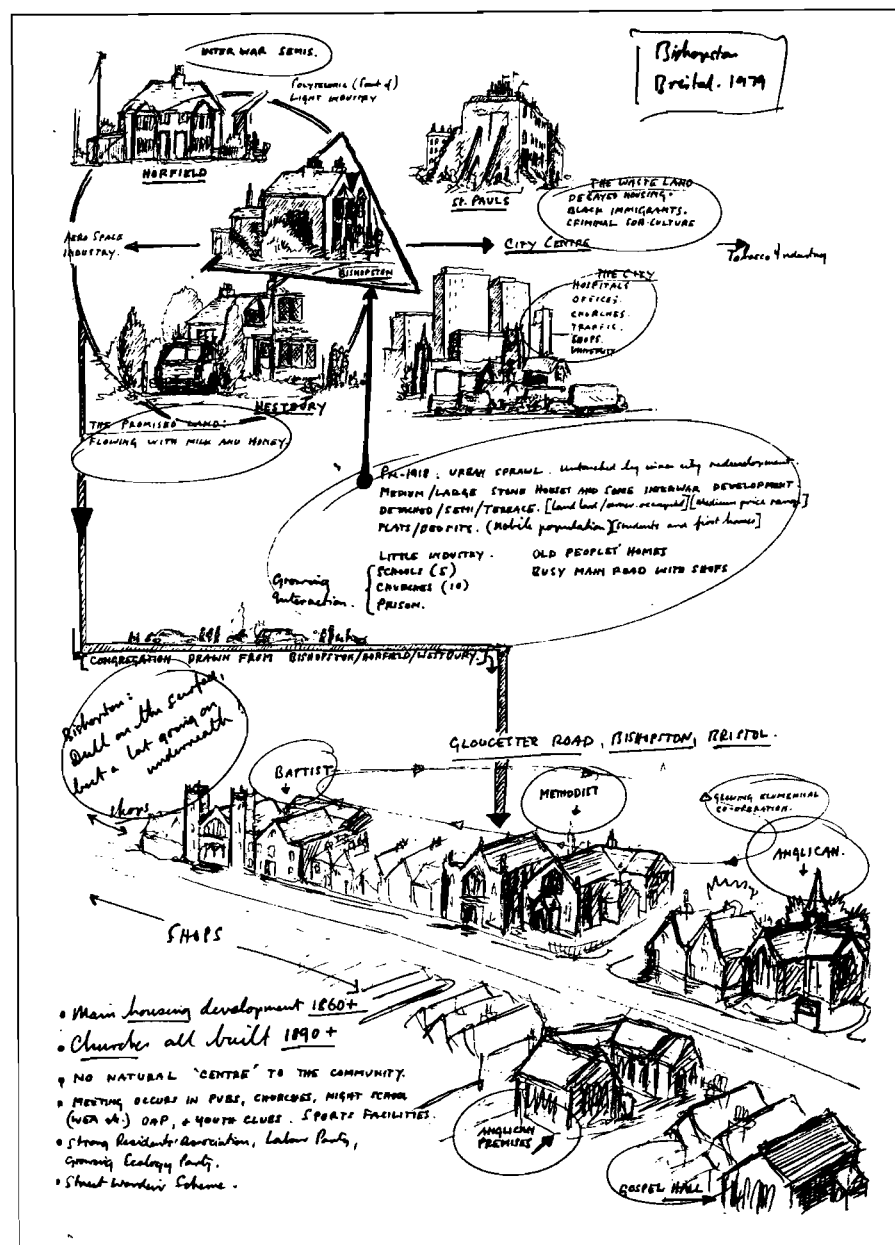 Bishopston
Bristol. 1979
INTER WAR SEMIS.
POLYTECHNIC (Part of)
LIGHT INDUSTRY
HORFIELD
ST. PAULS
THE WASTE LAND
DECAYED HOUSING.
BLACK IMMIGRANTS.
CRIMINAL SUB-CULTURE
AERO SPACE
INDUSTRY.
BISHOPSTON
CITY CENTRE
Tobacco industry
THE CITY
HOSPITALS
OFFICES.
CHURCHES.
TRAFFIC.
SHOPS.
UNIVERSITY
WESTBURY
THE PROMISED LAND:
FLOWING WITH MILK AND HONEY.
PRE-1918: URBAN SPRAWL. Untouched by inner city redevelopment.
MEDIUM/LARGE STONE HOUSES AND SOME INTERWAR DEVELOPMENT.
DETACHED/SEMI/TERRACE. [Land lord/owner occupied][Medium price range]
FLATS/BEDSITS. (Mobile population)[Students and first homes]
LITTLE INDUSTRY. OLD PEOPLES' HOMES
SCHOOLS (5) BUSY MAIN ROAD WITH SHOPS
Growing
Interaction.
CHURCHES (10)
PRISON.
[CONGREGATION DRAWN FROM BISHOPSTON/HORFIELD/WESTBURY.]
Bishopston:
Dull on the surface,
but a lot going on
underneath!
GLOUCESTER ROAD, BISHOPSTON, BRISTOL.
BAPTIST
METHODIST
GROWING ECUMENICAL
CO-OPERATION.
ANGLICAN.
Shops
SHOPS
• Main housing development 1860+
• Churches all built 1890+
• NO NATURAL 'CENTRE' TO THE COMMUNITY.
• MEETING OCCURS IN PUBS, CHURCHES, NIGHT SCHOOL
(WEA etc.) OAP, + YOUTH CLUBS. SPORTS FACILITIES.
• Strong Residents' Association, Labour Party,
Growing Ecology Party.
• Street Wardens Scheme.
ANGLICAN
PREMISES
GOSPEL HALL